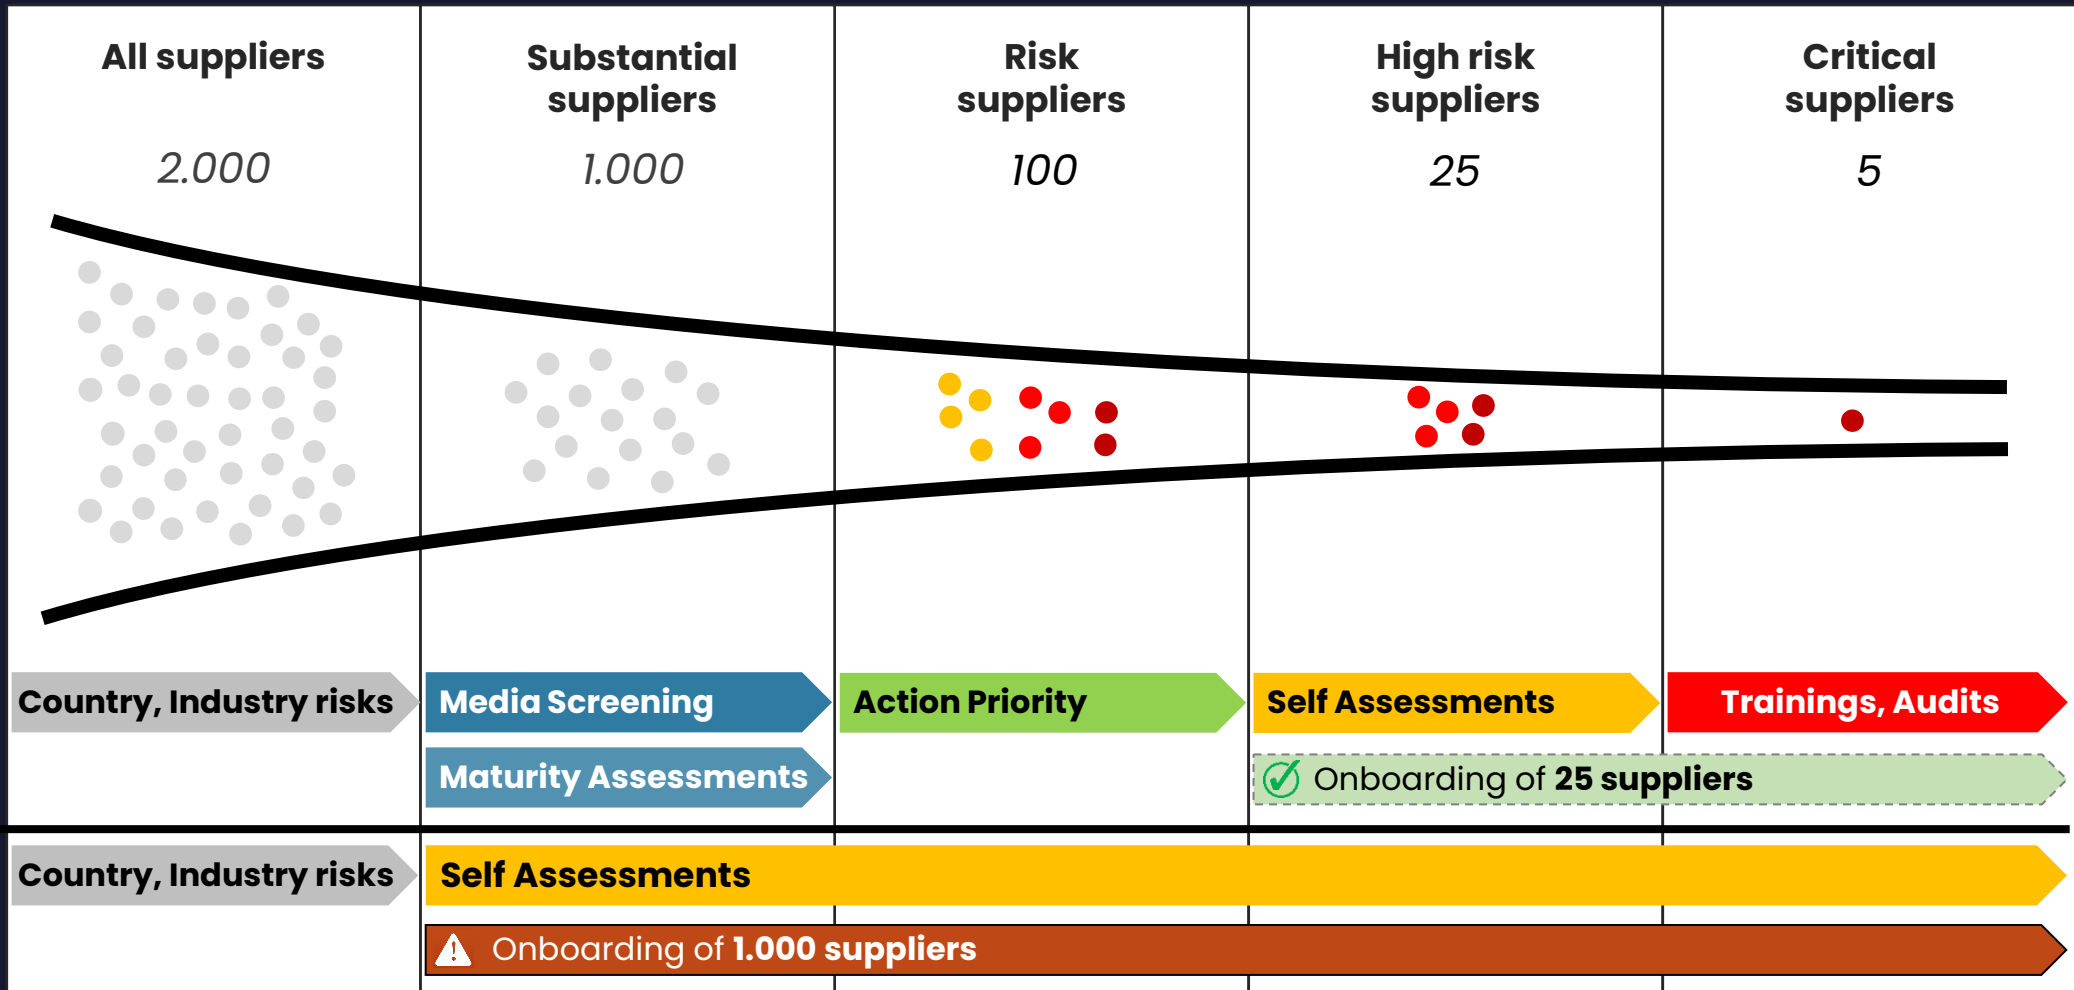 All suppliers
Substantial
suppliers
Risk
suppliers
High risk
suppliers
Critical
suppliers
2.000
1.000
100
25
5
Country, Industry risks
Media Screening
Action Priority
Self Assessments
Trainings, Audits
Maturity Assessments
Onboarding of 25 suppliers
Country, Industry risks
Self Assessments
Onboarding of 1.000 suppliers